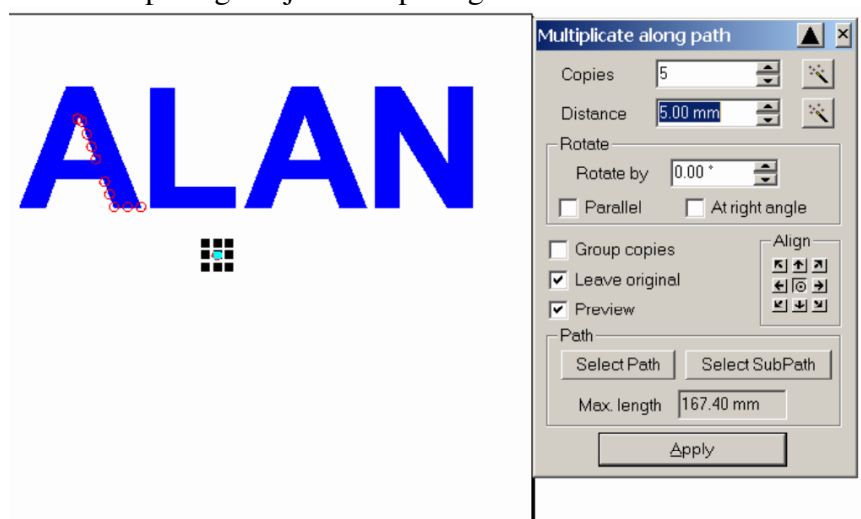 ALAN
Multiplicate along path
Copies 5
Distance 5.00 mm
Rotate
Rotate by 0.00 °
Parallel At right angle
Group copies Align
Leave original
Preview
Path
Select Path Select SubPath
Max. length 167.40 mm
Apply